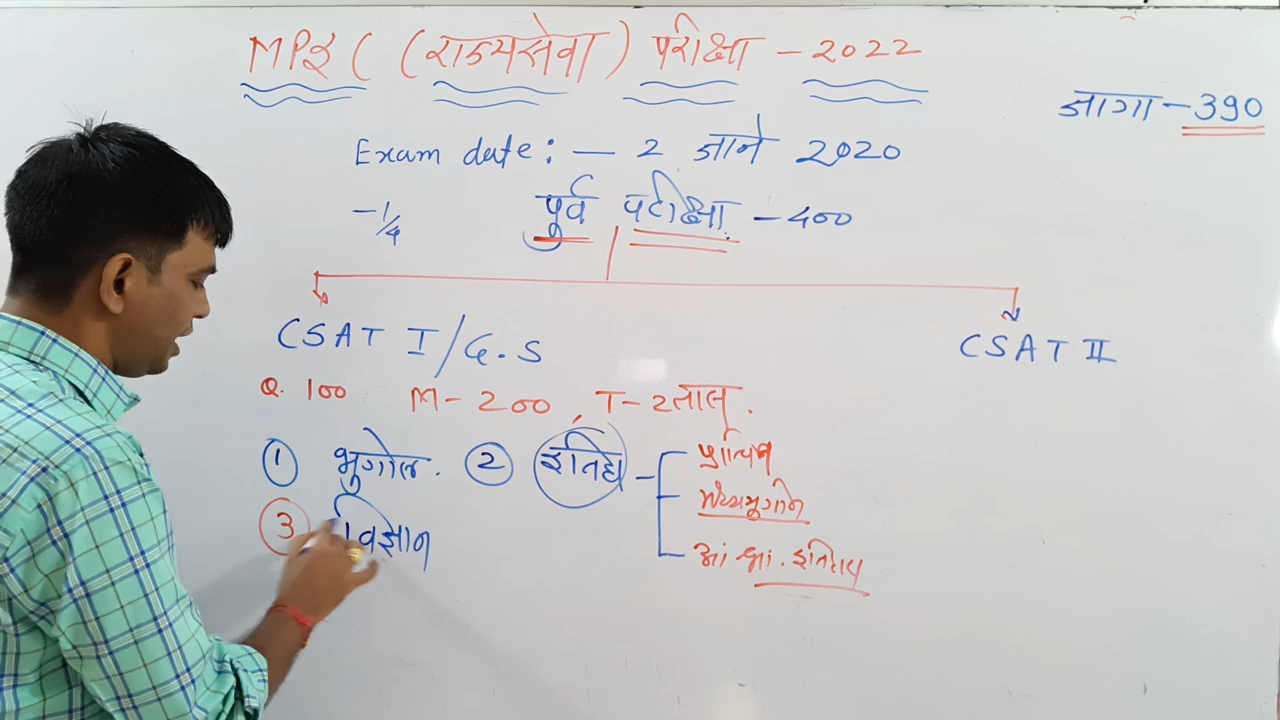 MPSC (राज्यसेवा) परीक्षा - 2022
जागा - 390
Exam date : — 2 जाने 2020
- 1/4
पुर्व परीक्षा - 400
CSAT I / G.S
CSAT II
Q. 100 M - 200 , T - 2 तास .
① भुगोल . ② इतिहास
प्राचिन
मध्ययुगीन
आ. भा. इतिहास
③ विज्ञान